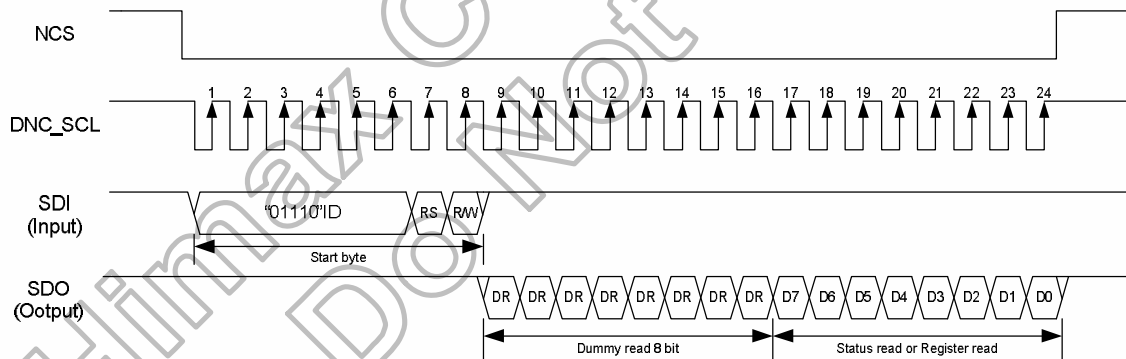 NCS
DNC_SCL
1 2 3 4 5 6 7 8 9 10 11 12 13 14 15 16 17 18 19 20 21 22 23 24
SDI
(Input)
"01110"ID RS R/W
Start byte
SDO
(Ootput)
DR DR DR DR DR DR DR DR D7 D6 D5 D4 D3 D2 D1 D0
Dummy read 8 bit Status read or Register read
Himax C
Do Not